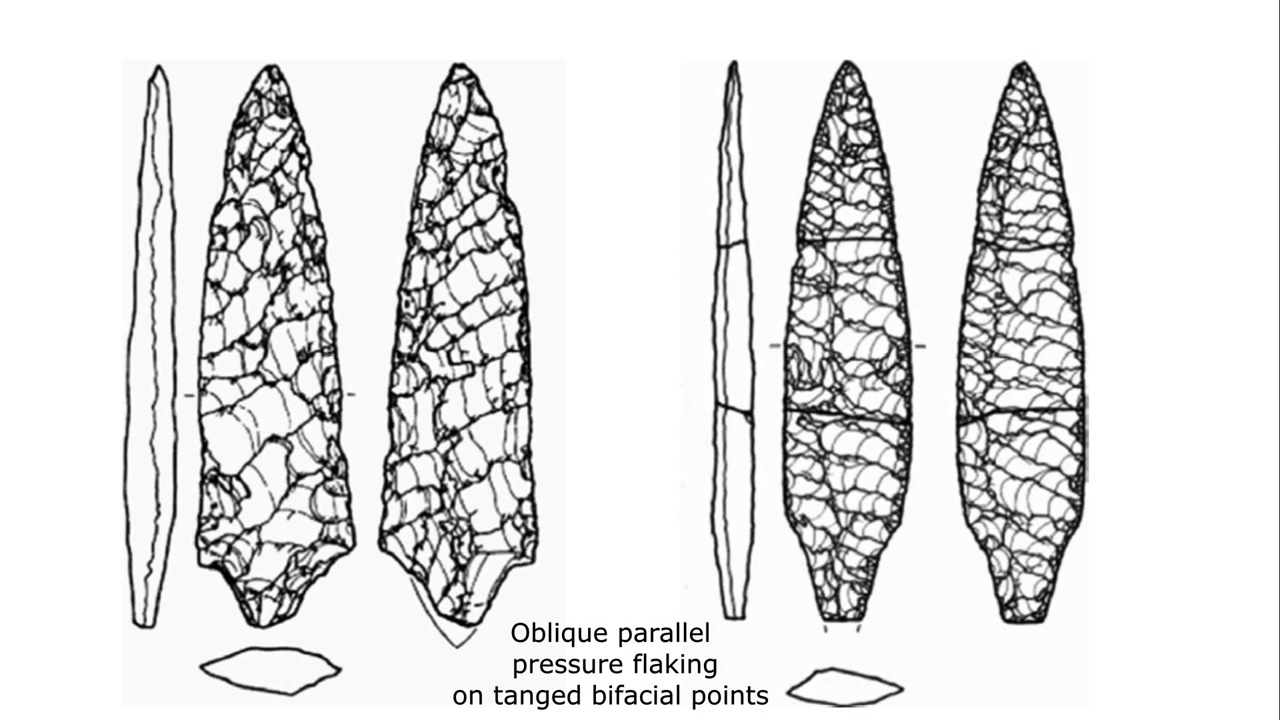 Oblique parallel
pressure flaking
on tanged bifacial points